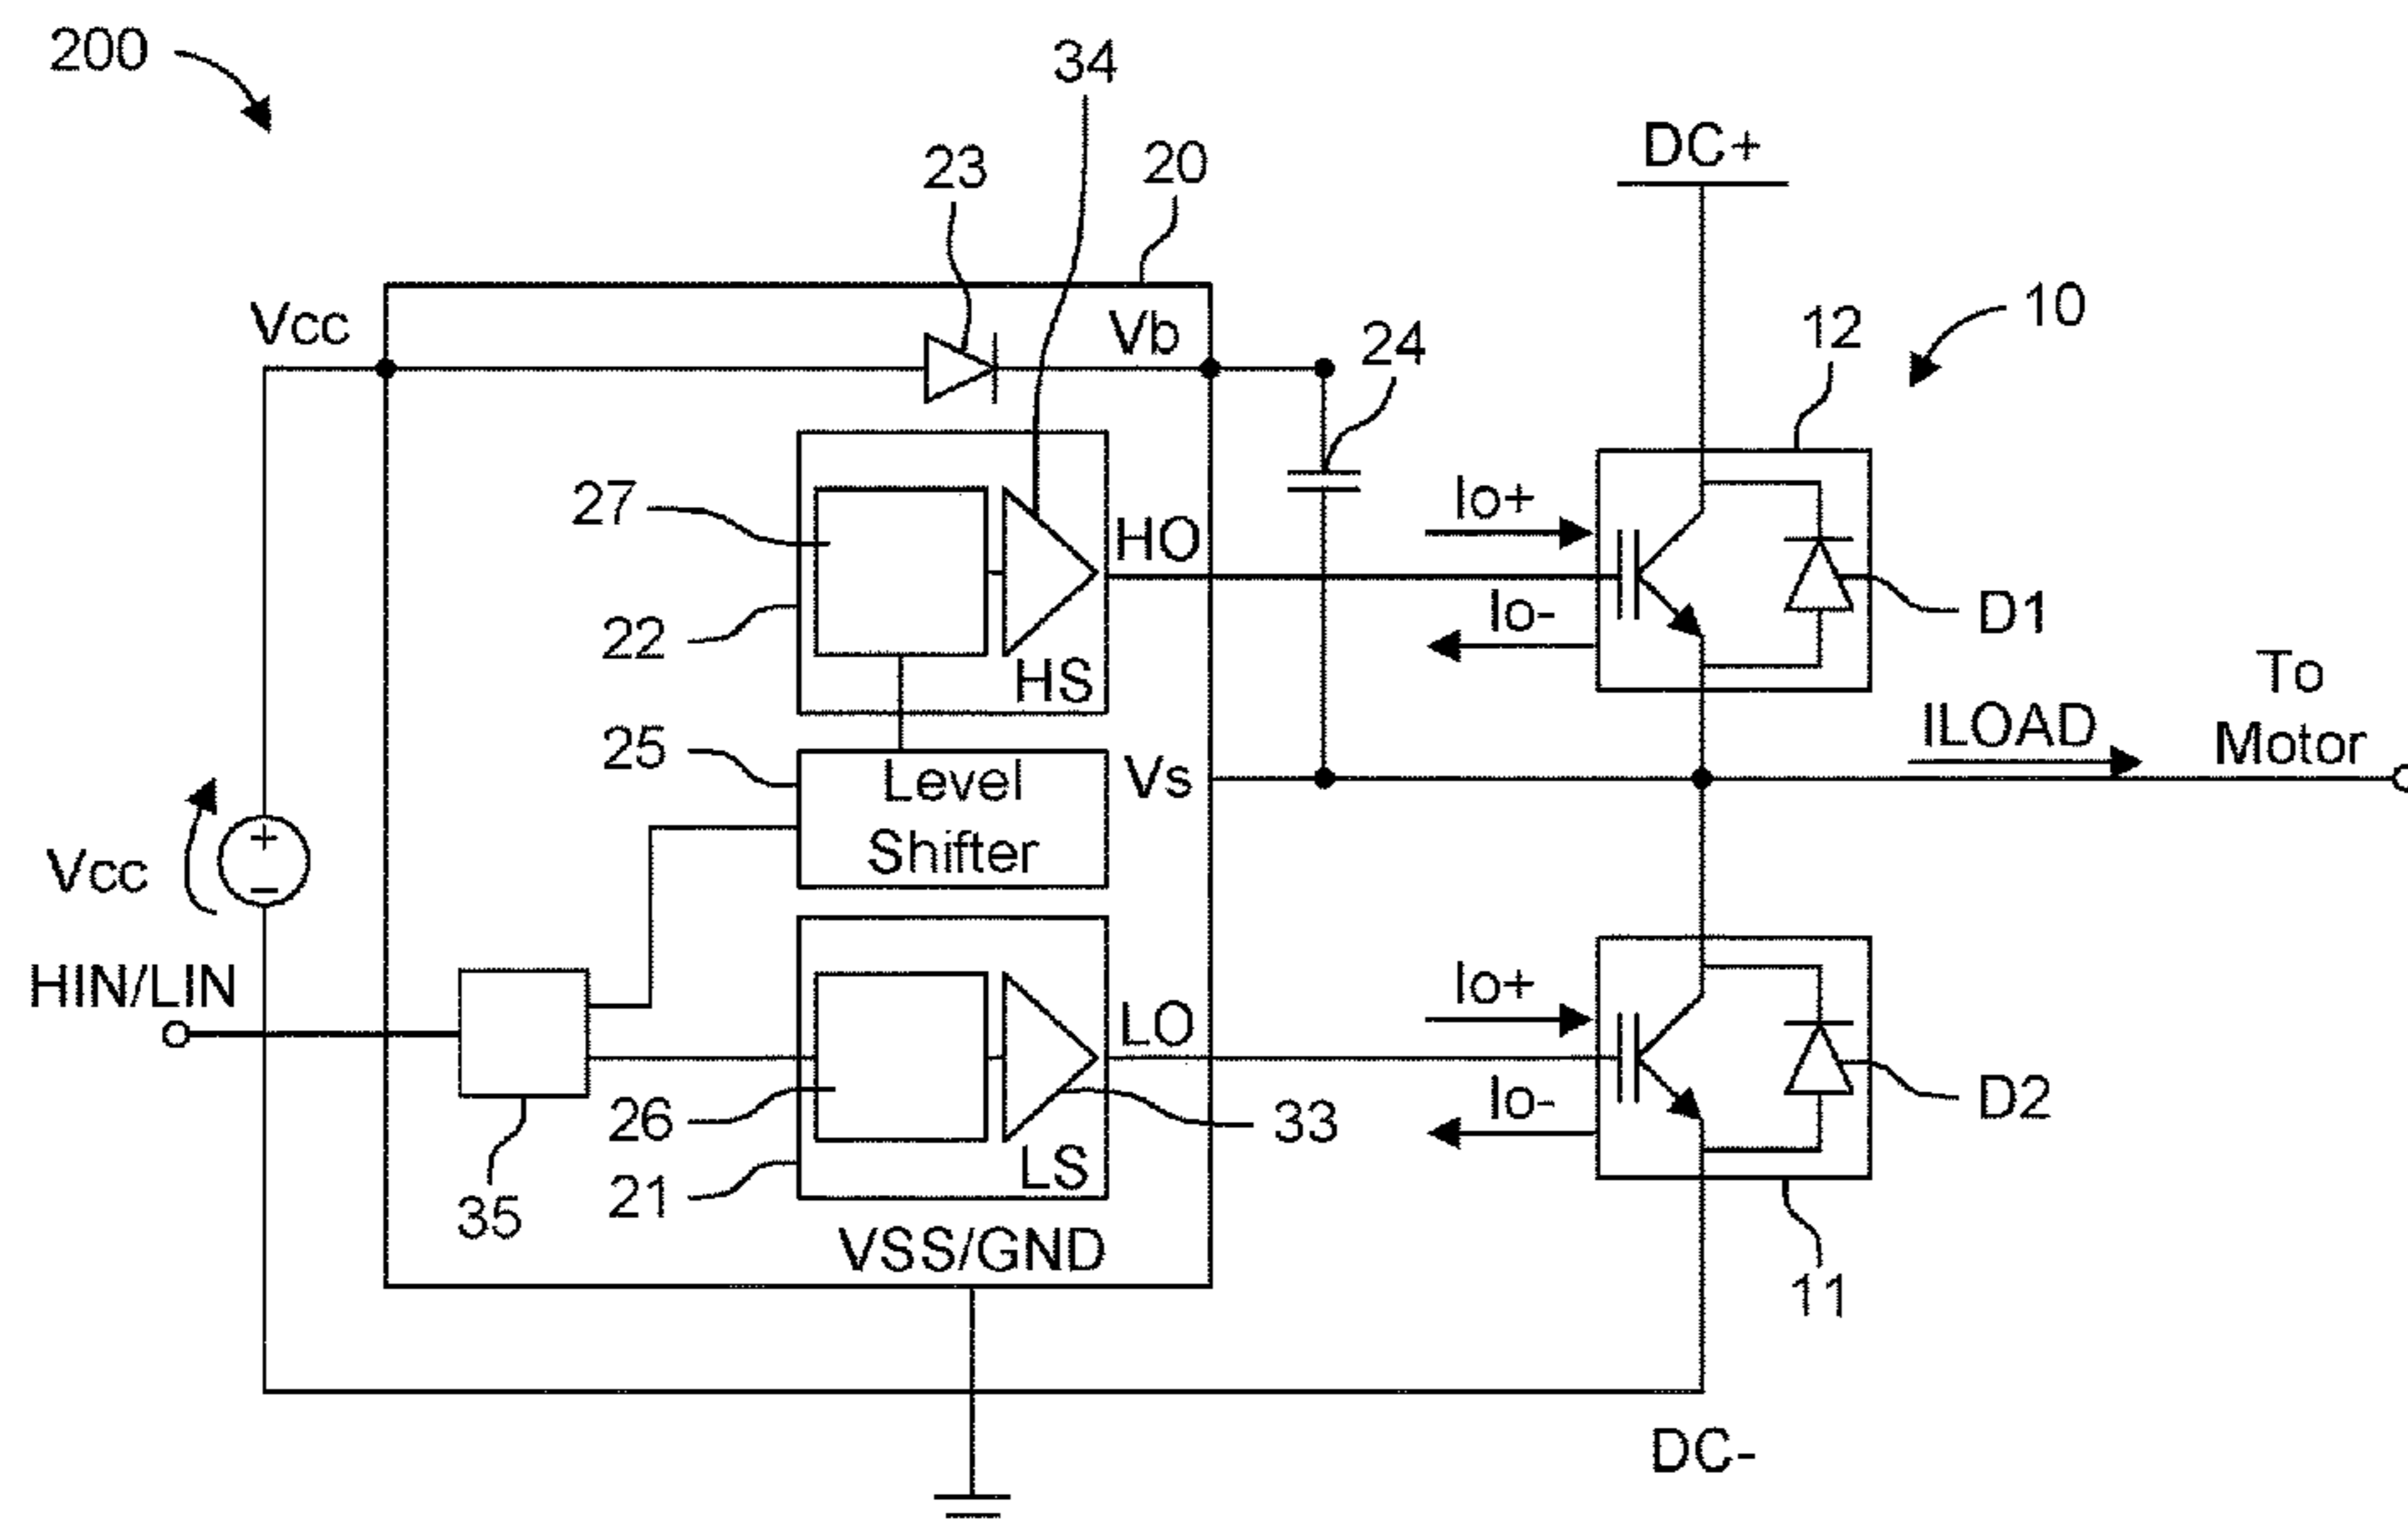 200
34
DC+
23
20
10
12
Vcc
Vb
24
27
Io+
HO
Io-
D1
22
HS
To
Motor
ILOAD
25
Level
Shifter
Vs
+
−
Vcc
HIN/LIN
Io+
LO
Io-
D2
26
33
LS
21
35
VSS/GND
11
DC-